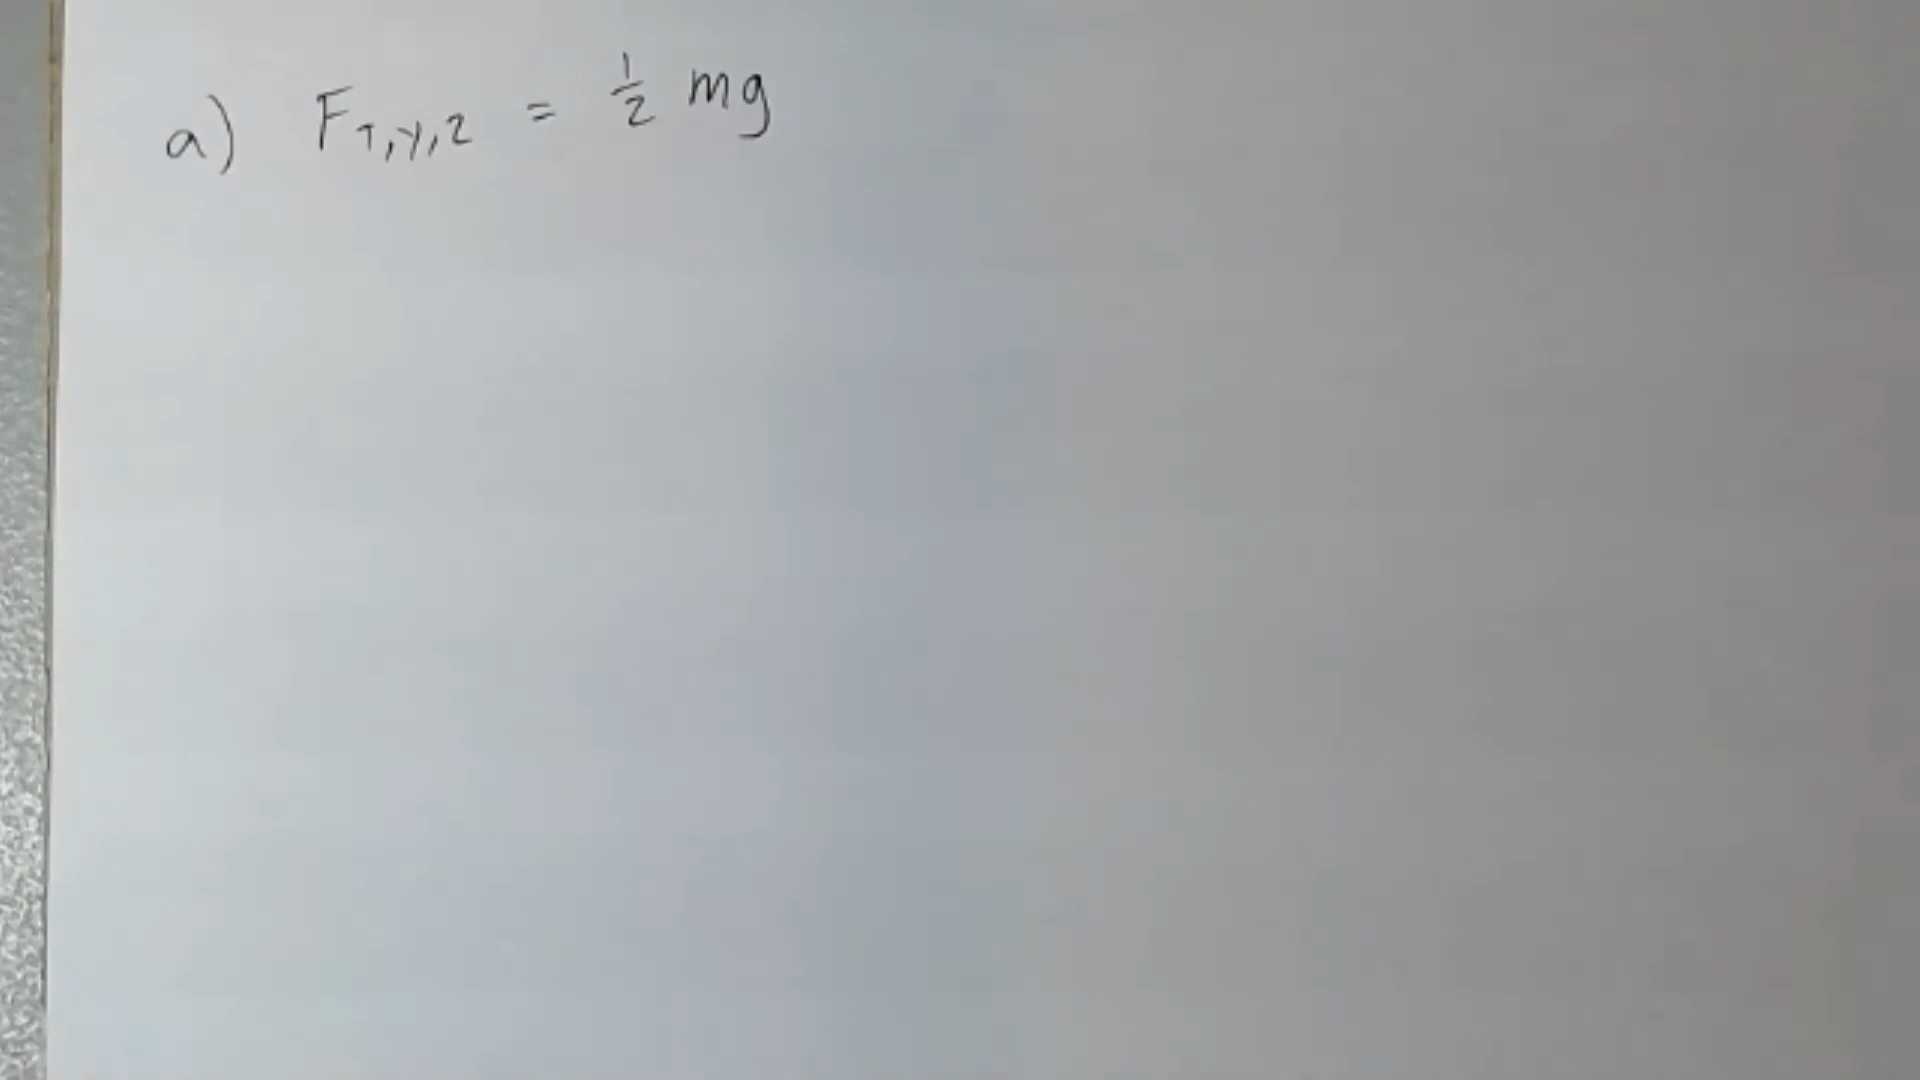 a) F_{T,y,2} = 1/2 mg